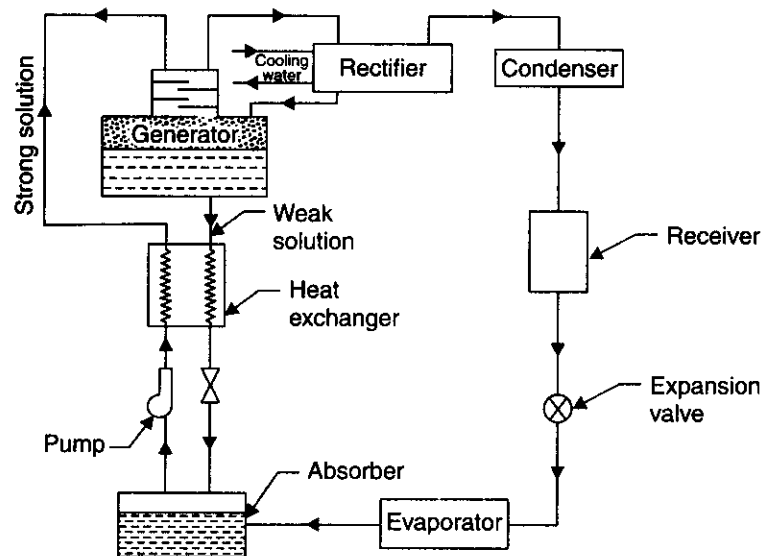 Cooling
water
Rectifier
Condenser
Generator
Strong solution
Weak
solution
Receiver
Heat
exchanger
Expansion
valve
Pump
Absorber
Evaporator